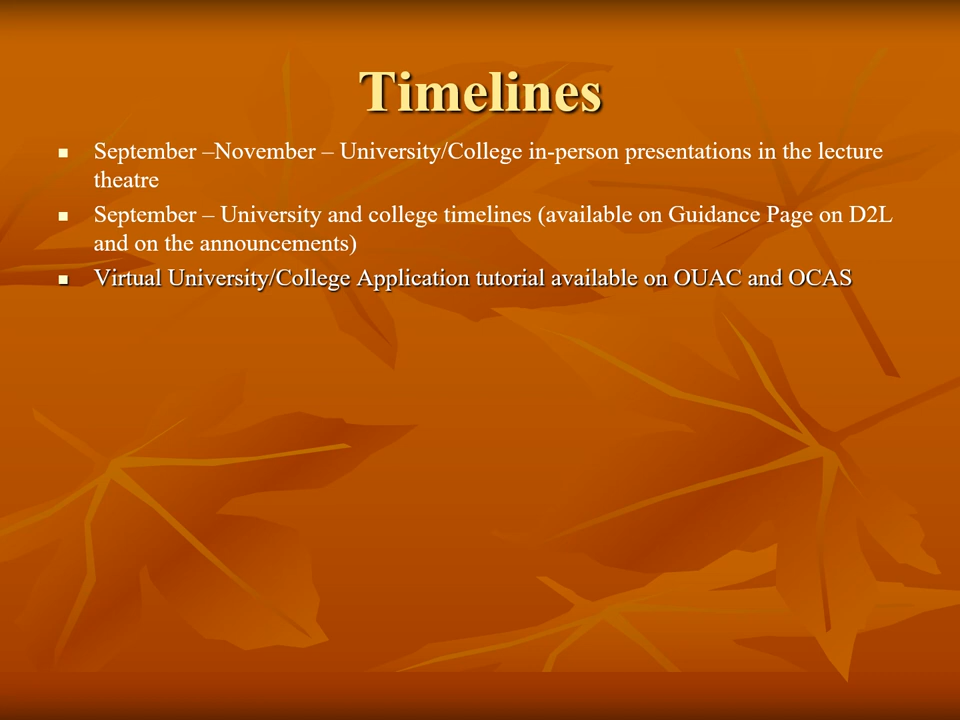 Timelines
September –November – University/College in-person presentations in the lecture
theatre
September – University and college timelines (available on Guidance Page on D2L
and on the announcements)
Virtual University/College Application tutorial available on OUAC and OCAS